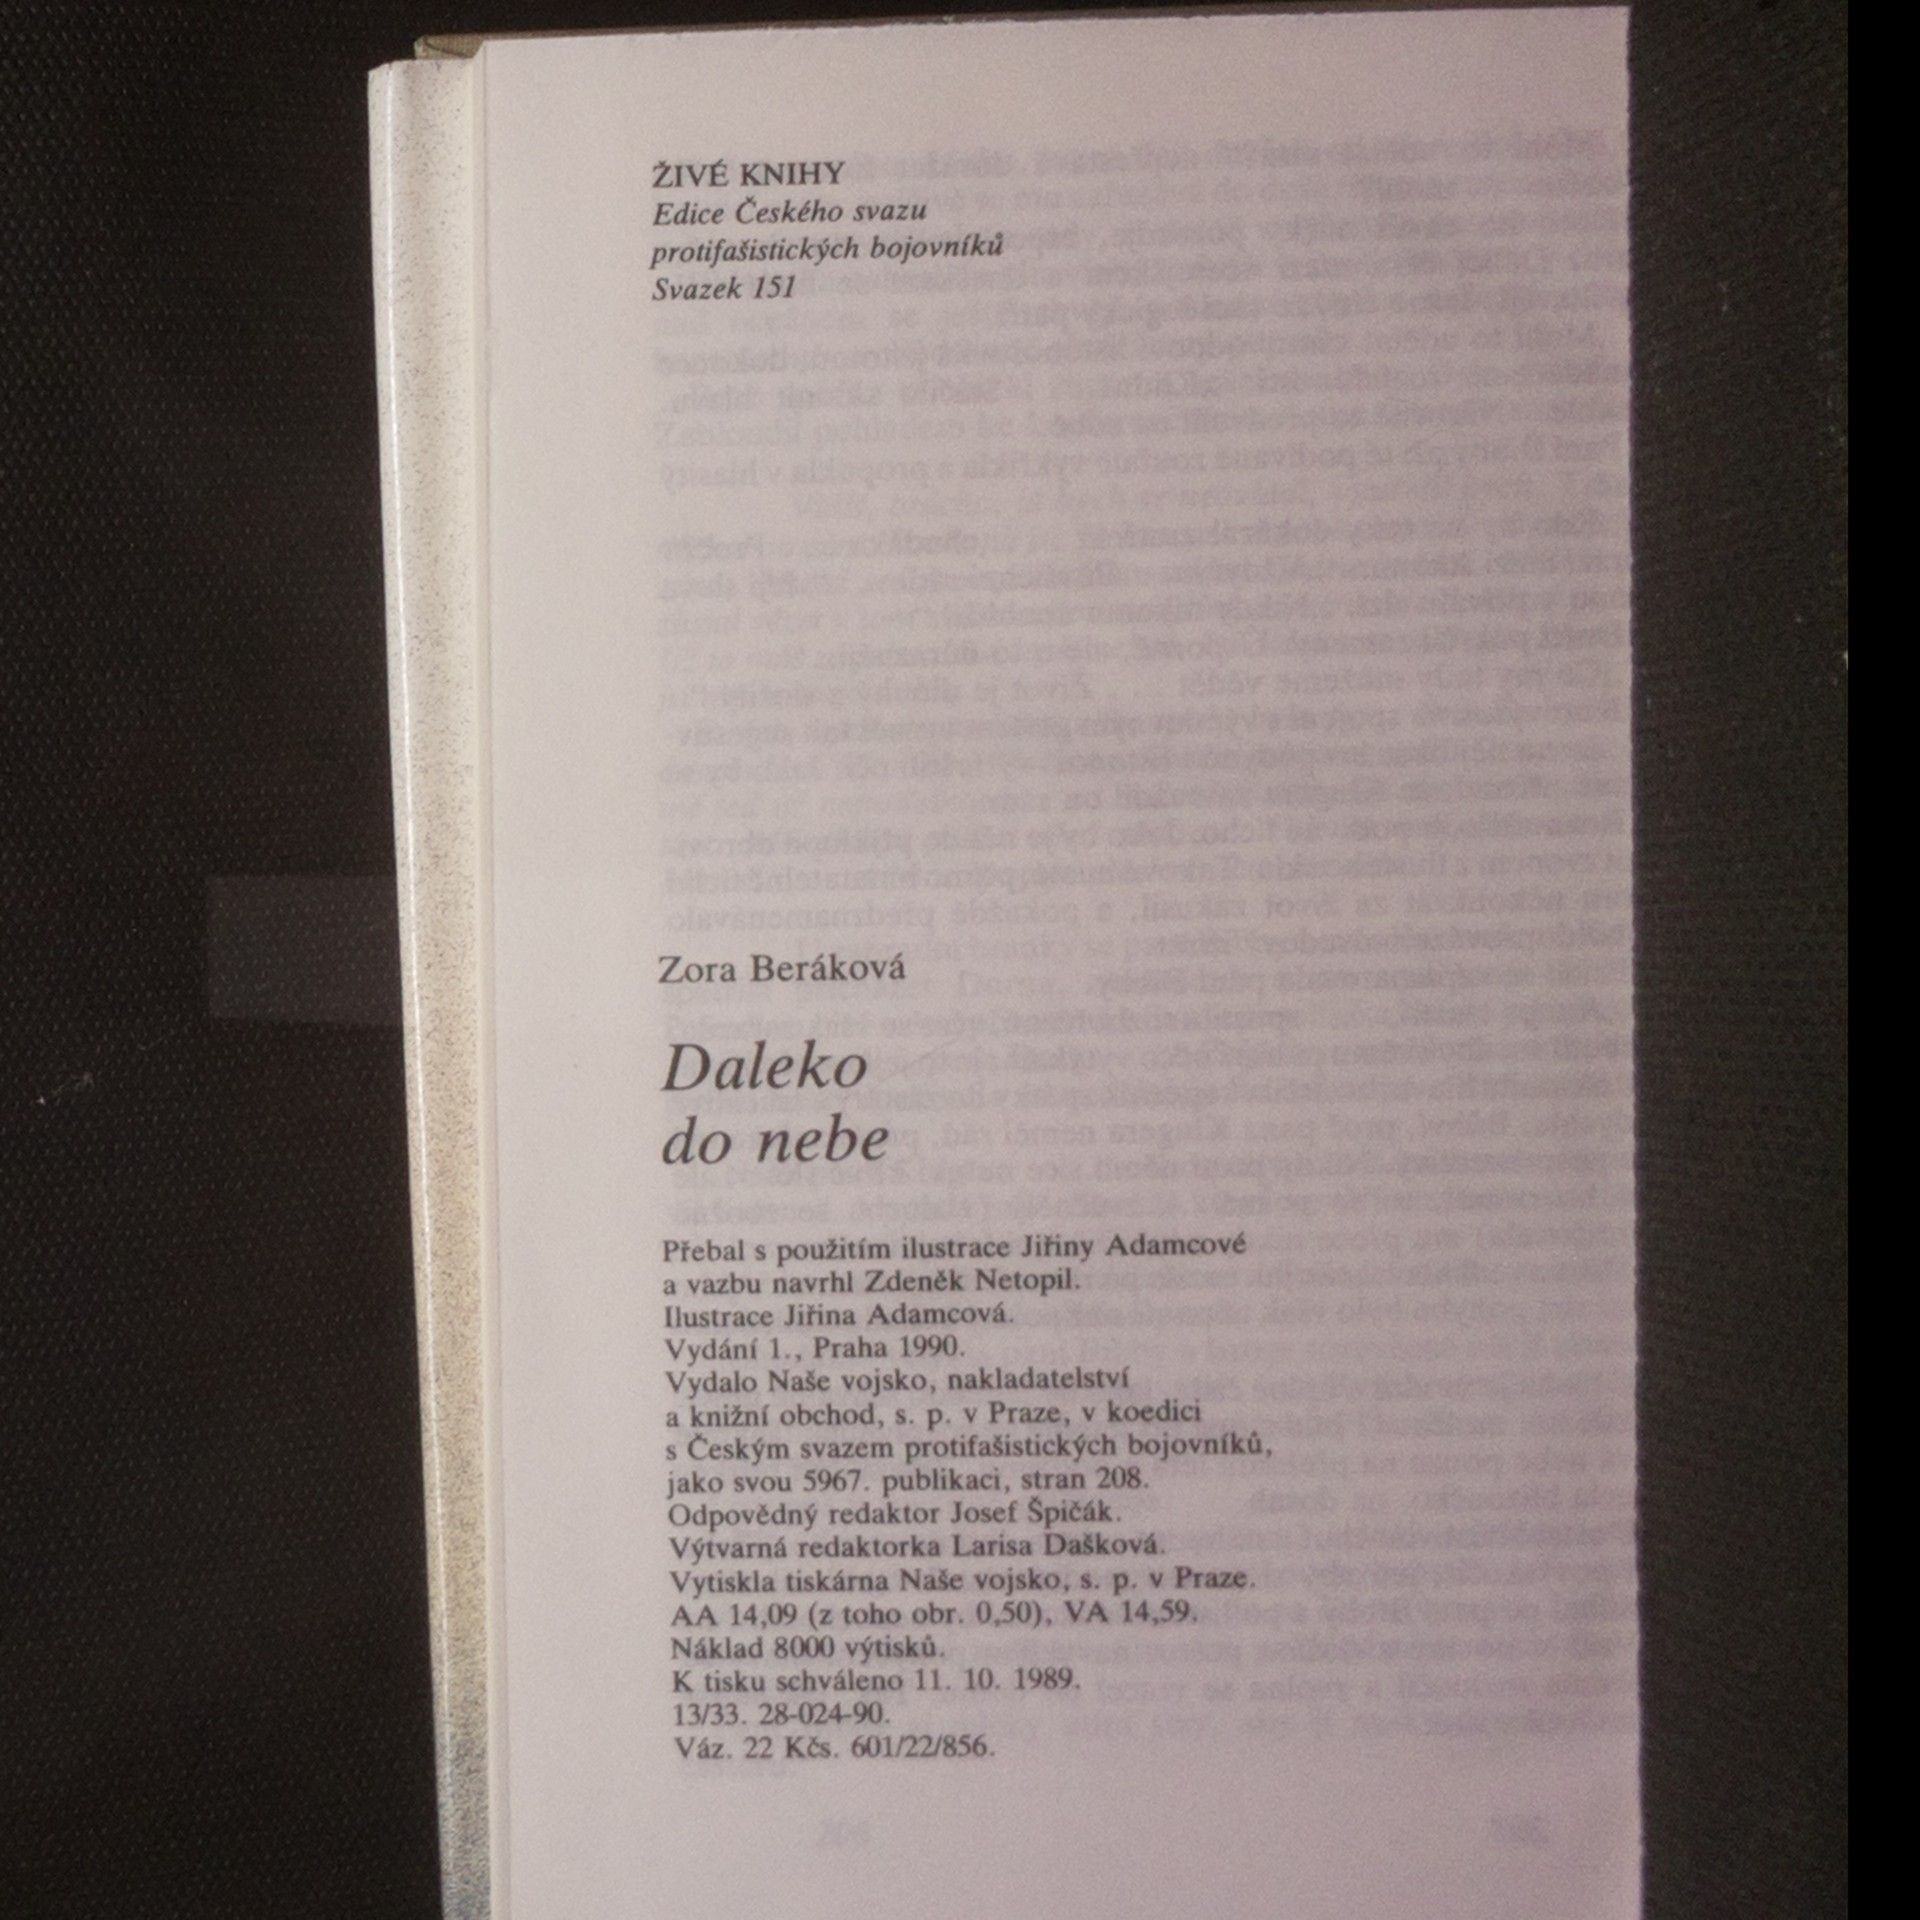 ŽIVÉ KNIHY
Edice Českého svazu
protifašistických bojovníků
Svazek 151
Zora Beráková
Daleko
do nebe
Přebal s použitím ilustrace Jiřiny Adamcové
a vazbu navrhl Zdeněk Netopil.
Ilustrace Jiřina Adamcová.
Vydání 1., Praha 1990.
Vydalo Naše vojsko, nakladatelství
a knižní obchod, s. p. v Praze, v koedici
s Českým svazem protifašistických bojovníků,
jako svou 5967. publikaci, stran 208.
Odpovědný redaktor Josef Špičák.
Výtvarná redaktorka Larisa Dašková.
Vytiskla tiskárna Naše vojsko, s. p. v Praze.
AA 14,09 (z toho obr. 0,50), VA 14,59.
Náklad 8000 výtisků.
K tisku schváleno 11. 10. 1989.
13/33. 28-024-90.
Váz. 22 Kčs. 601/22/856.